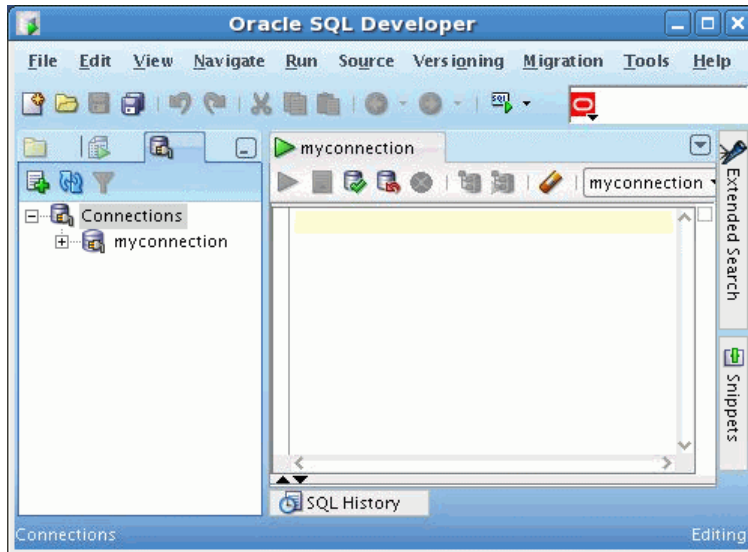 Oracle SQL Developer
File Edit View Navigate Run Source Versioning Migration Tools Help
SQL
myconnection
myconnection
Connections
myconnection
Extended Search
Snippets
SQL History
Connections
Editing